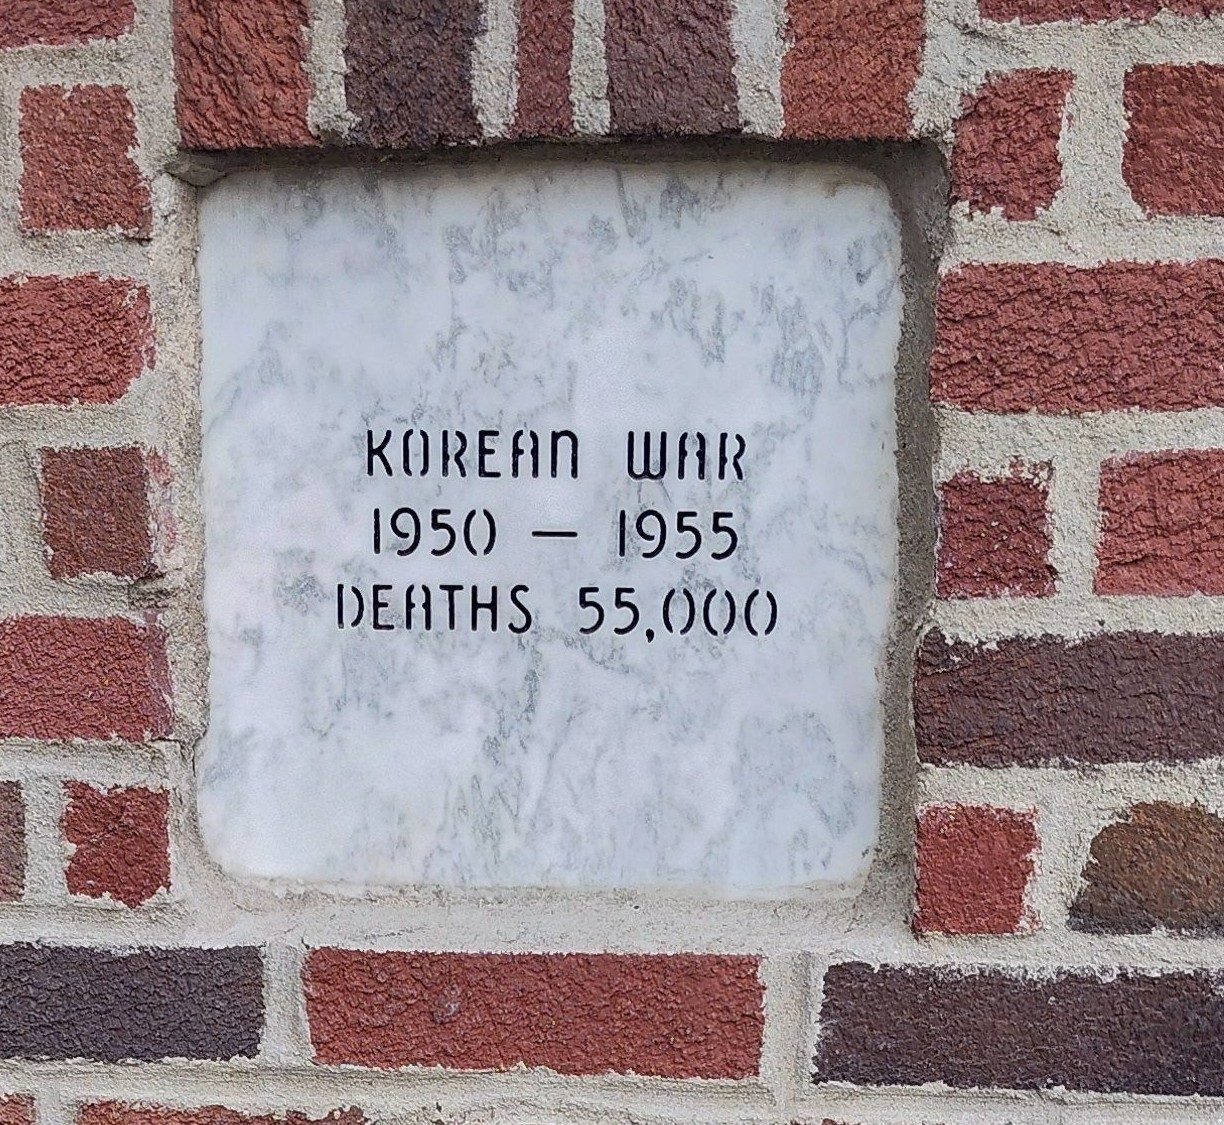 KOREAN WAR
1950 — 1955
DEATHS 55,000